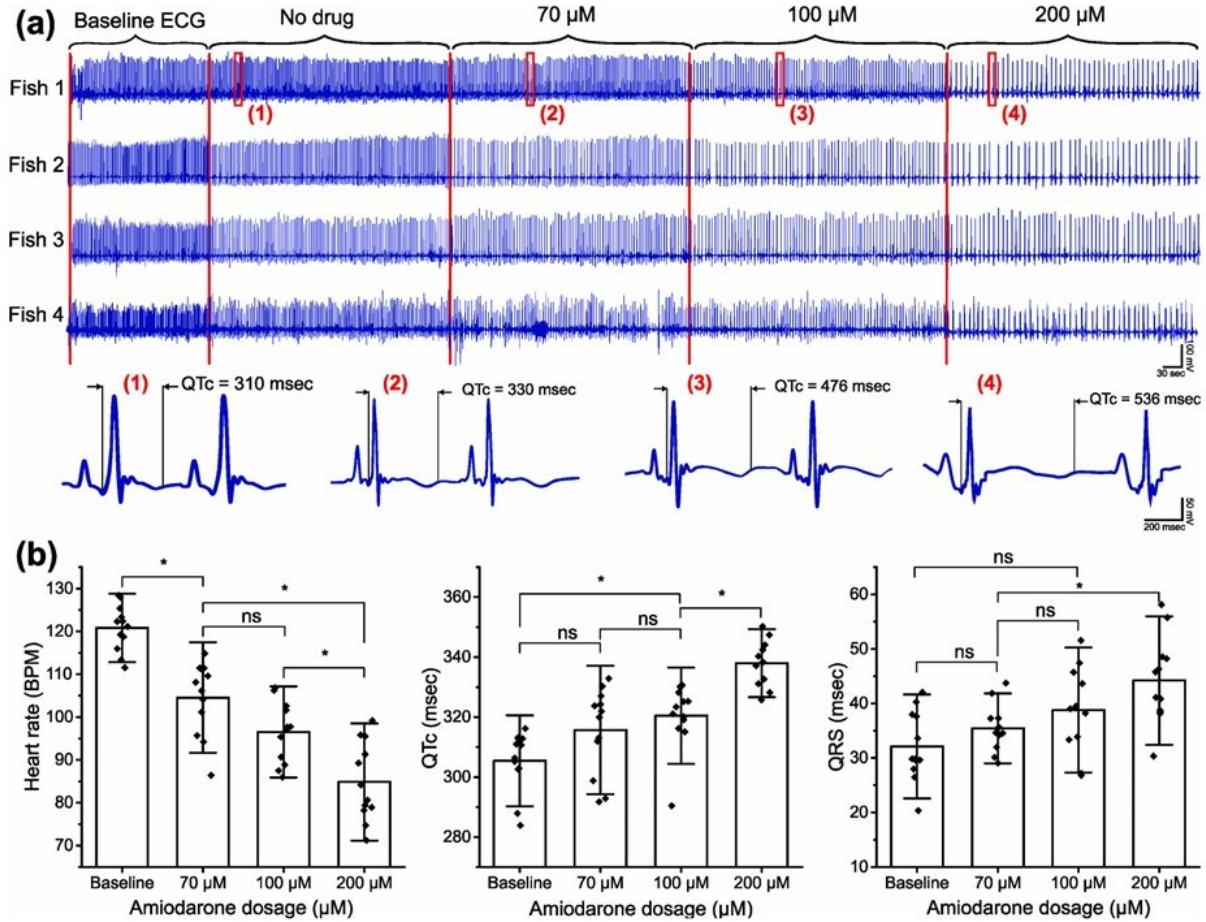 (a)
Baseline ECG No drug 70 µM 100 µM 200 µM
Fish 1
(1) (2) (3) (4)
Fish 2
Fish 3
Fish 4
100 mV
30 sec
(1) QTc = 310 msec (2) QTc = 330 msec (3) QTc = 476 msec (4) QTc = 536 msec
50 mV
200 msec
(b)
Heart rate (BPM)
130
120
110
100
90
80
70
* * ns *
Baseline 70 µM 100 µM 200 µM
Amiodarone dosage (µM)
QTc (msec)
360
340
320
300
280
* * ns ns
Baseline 70 µM 100 µM 200 µM
Amiodarone dosage (µM)
QRS (msec)
60
50
40
30
20
10
ns * ns ns
Baseline 70 µM 100 µM 200 µM
Amiodarone dosage (µM)